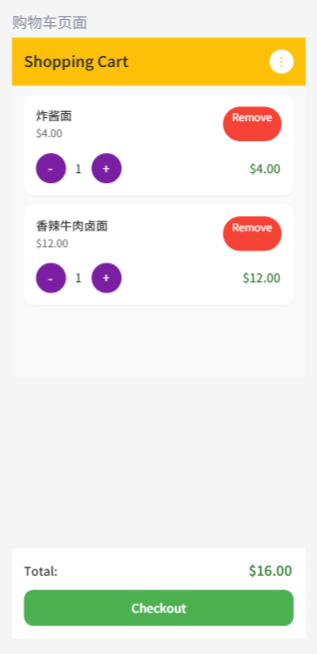 购物车页面
Shopping Cart
炸酱面
Remove
$4.00
- 1 +
$4.00
香辣牛肉卤面
Remove
$12.00
- 1 +
$12.00
Total:
$16.00
Checkout